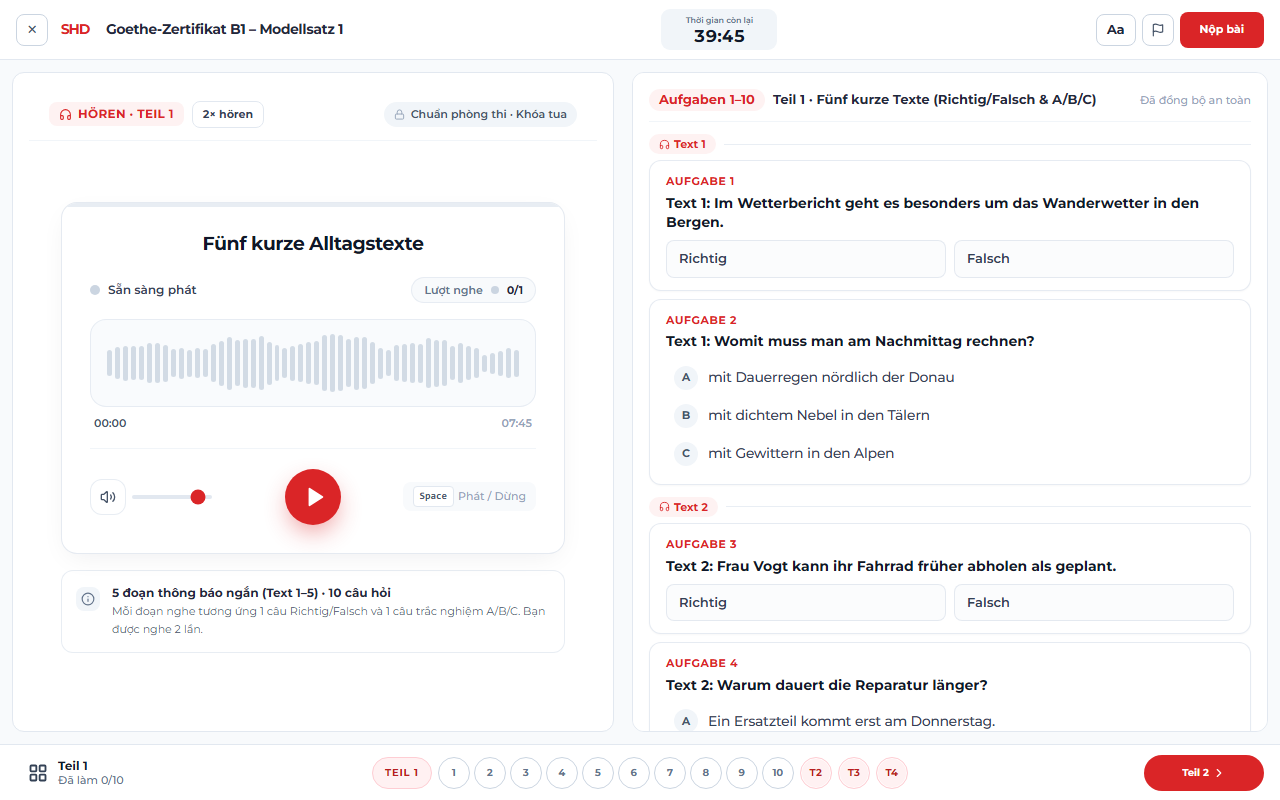 SHD
Goethe-Zertifikat B1 – Modellsatz 1
Thời gian còn lại
39:45
Aa
Nộp bài
HÖREN · TEIL 1
2× hören
Chuẩn phòng thi · Khóa tua
Fünf kurze Alltagstexte
Sẵn sàng phát
Lượt nghe 0/1
00:00
07:45
Space Phát / Dừng
5 đoạn thông báo ngắn (Text 1–5) · 10 câu hỏi
Mỗi đoạn nghe tương ứng 1 câu Richtig/Falsch và 1 câu trắc nghiệm A/B/C. Bạn
được nghe 2 lần.
Aufgaben 1–10
Teil 1 · Fünf kurze Texte (Richtig/Falsch & A/B/C)
Đã đồng bộ an toàn
Text 1
AUFGABE 1
Text 1: Im Wetterbericht geht es besonders um das Wanderwetter in den
Bergen.
Richtig
Falsch
AUFGABE 2
Text 1: Womit muss man am Nachmittag rechnen?
A mit Dauerregen nördlich der Donau
B mit dichtem Nebel in den Tälern
C mit Gewittern in den Alpen
Text 2
AUFGABE 3
Text 2: Frau Vogt kann ihr Fahrrad früher abholen als geplant.
Richtig
Falsch
AUFGABE 4
Text 2: Warum dauert die Reparatur länger?
A Ein Ersatzteil kommt erst am Donnerstag.
Teil 1
Đã làm 0/10
TEIL 1 1 2 3 4 5 6 7 8 9 10 T2 T3 T4
Teil 2